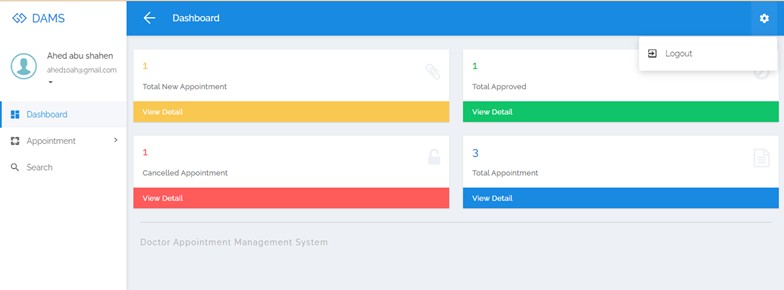 DAMS
Dashboard
Ahed abu shahen
ahed10ah@gmail.com
Dashboard
Appointment
Search
Logout
1
Total New Appointment
View Detail
1
Total Approved
View Detail
1
Cancelled Appointment
View Detail
3
Total Appointment
View Detail
Doctor Appointment Management System